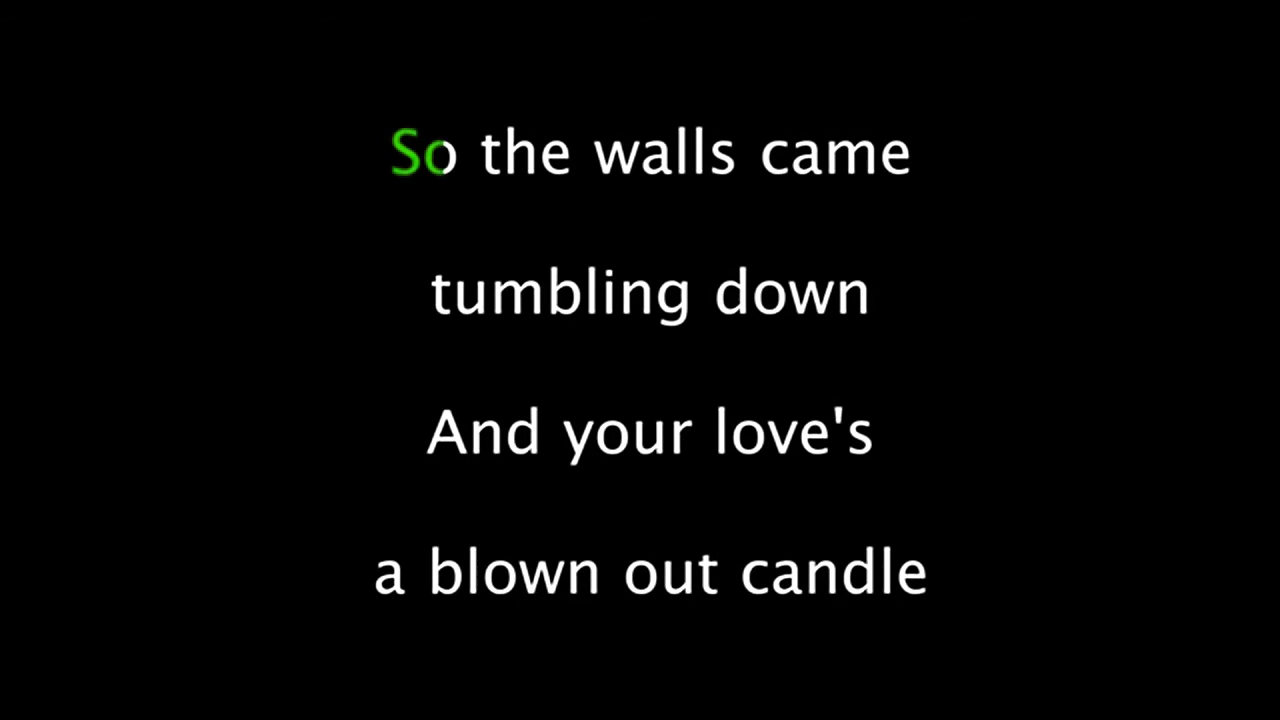 So the walls came
tumbling down
And your love's
a blown out candle